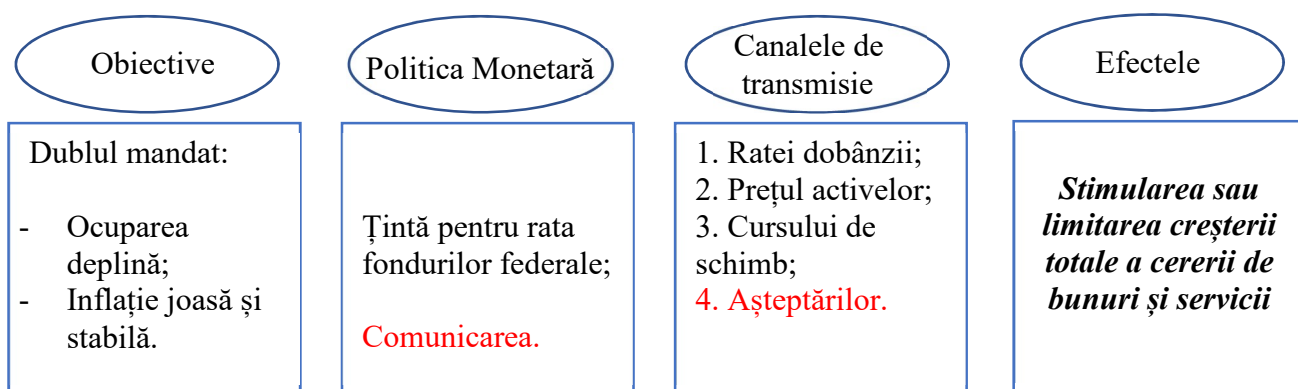 Obiective
Politica Monetară
Canalele de
transmisie
Efectele
Dublul mandat:
- Ocuparea
deplină;
- Inflație joasă și
stabilă.
Țintă pentru rata
fondurilor federale;
Comunicarea.
1. Ratei dobânzii;
2. Prețul activelor;
3. Cursului de
schimb;
4. Așteptărilor.
Stimularea sau
limitarea creșterii
totale a cererii de
bunuri și servicii